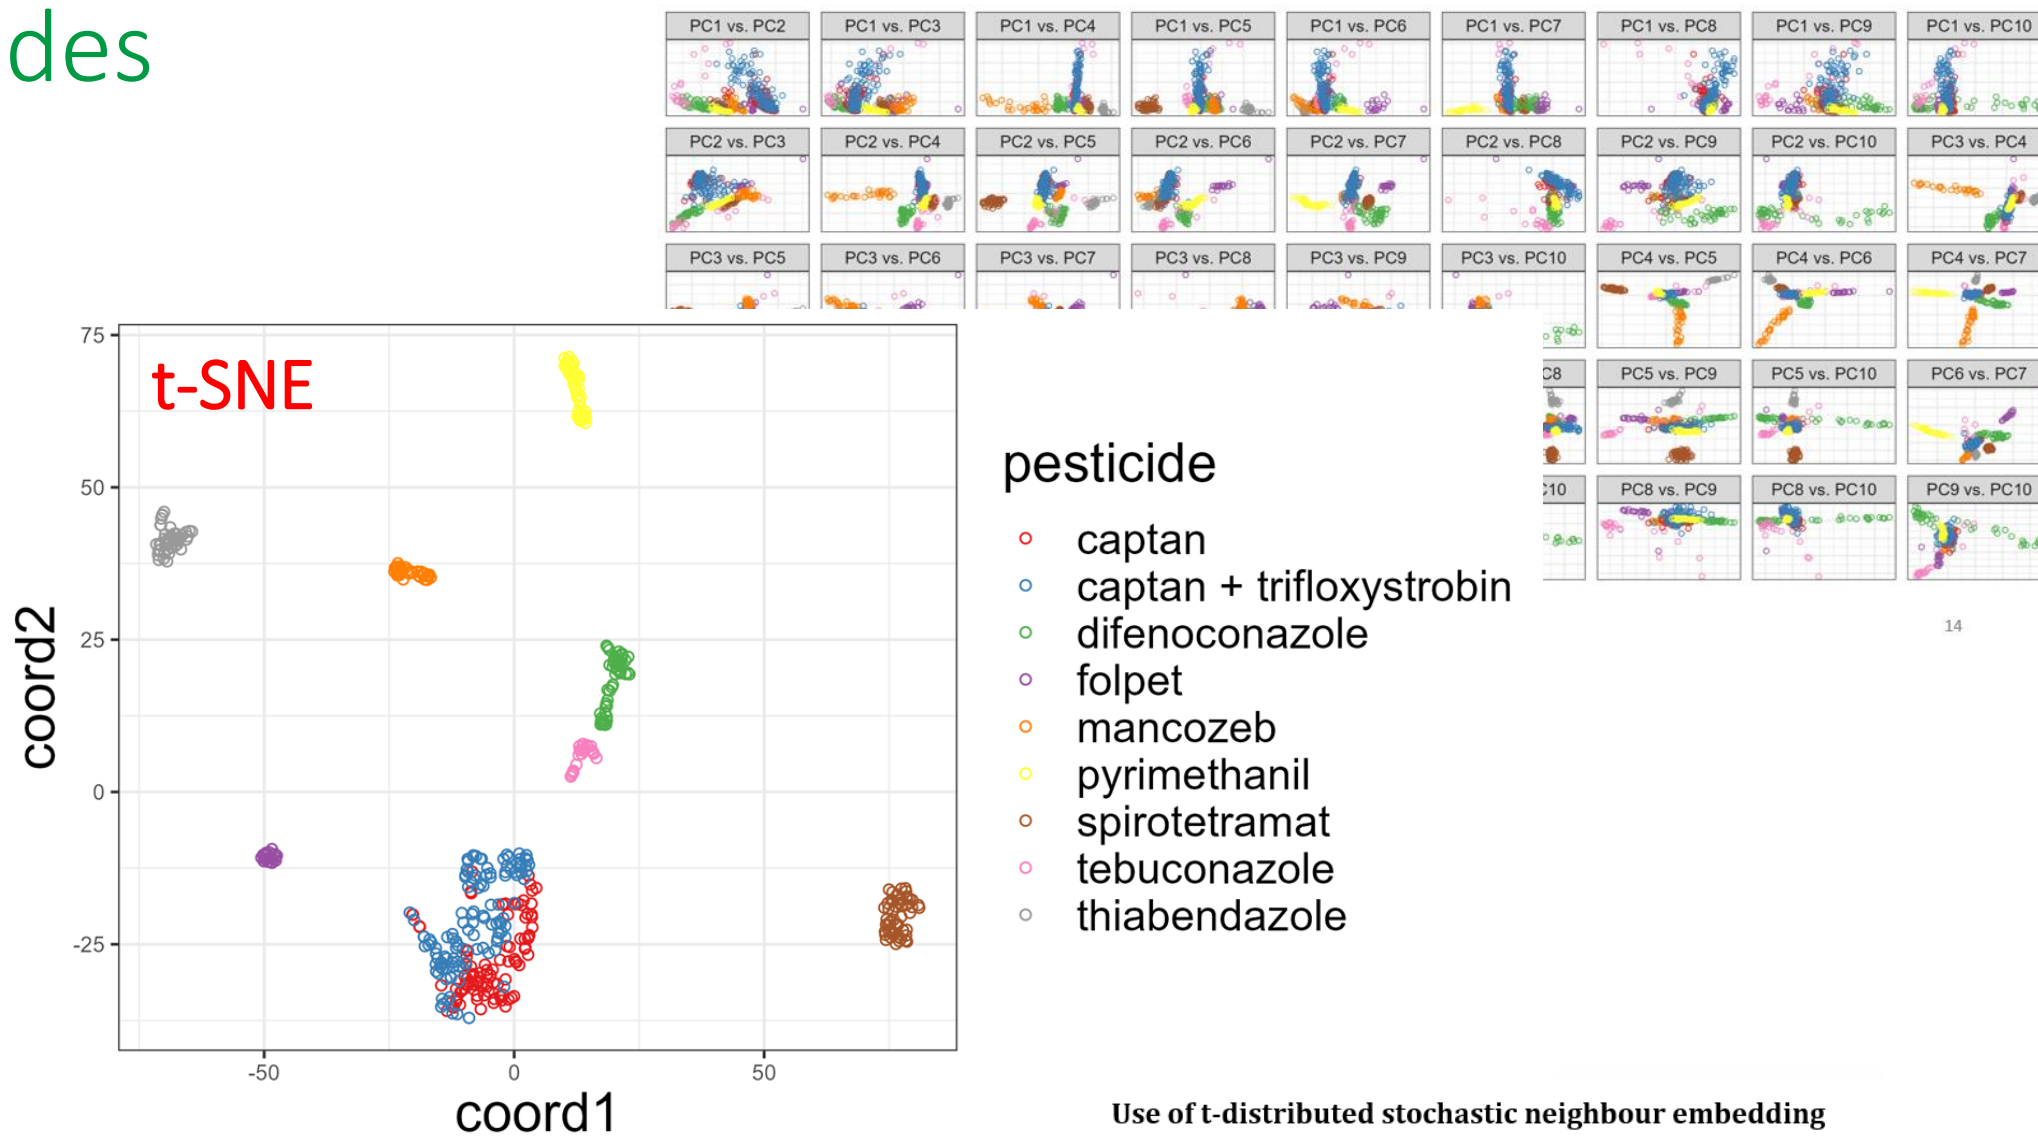 des
PC1 vs. PC2 PC1 vs. PC3 PC1 vs. PC4 PC1 vs. PC5 PC1 vs. PC6 PC1 vs. PC7 PC1 vs. PC8 PC1 vs. PC9 PC1 vs. PC10
PC2 vs. PC3 PC2 vs. PC4 PC2 vs. PC5 PC2 vs. PC6 PC2 vs. PC7 PC2 vs. PC8 PC2 vs. PC9 PC2 vs. PC10 PC3 vs. PC4
PC3 vs. PC5 PC3 vs. PC6 PC3 vs. PC7 PC3 vs. PC8 PC3 vs. PC9 PC3 vs. PC10 PC4 vs. PC5 PC4 vs. PC6 PC4 vs. PC7
C8 PC5 vs. PC9 PC5 vs. PC10 PC6 vs. PC7
C10 PC8 vs. PC9 PC8 vs. PC10 PC9 vs. PC10
t-SNE
75
50
25
0
-25
coord2
-50 0 50
coord1
pesticide
captan
captan + trifloxystrobin
difenoconazole
folpet
mancozeb
pyrimethanil
spirotetramat
tebuconazole
thiabendazole
14
Use of t-distributed stochastic neighbour embedding